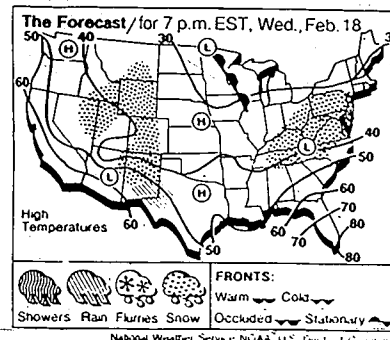 The Forecast / for 7 p.m. EST, Wed., Feb. 18
50 H 40 30 L
60
H
40
L
50
L
H
High
Temperatures
60
50
60
70
60
70
80
80
Showers Rain Flurries Snow
FRONTS:
Warm Cold
Occluded Stationary
National Weather Service NOAA U.S.